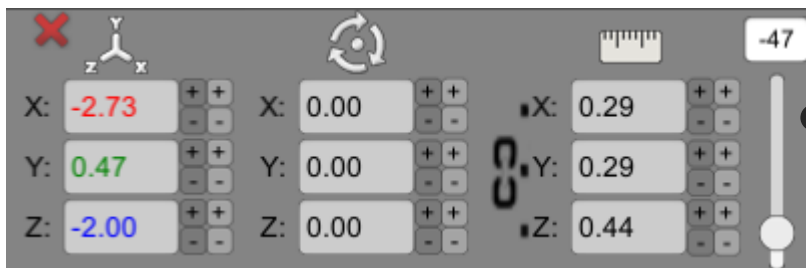 Y
Z X
-47
X: -2.73 + + - - X: 0.00 + + - - X: 0.29 + + - -
Y: 0.47 + + - - Y: 0.00 + + - - Y: 0.29 + + - -
Z: -2.00 + + - - Z: 0.00 + + - - Z: 0.44 + + - -